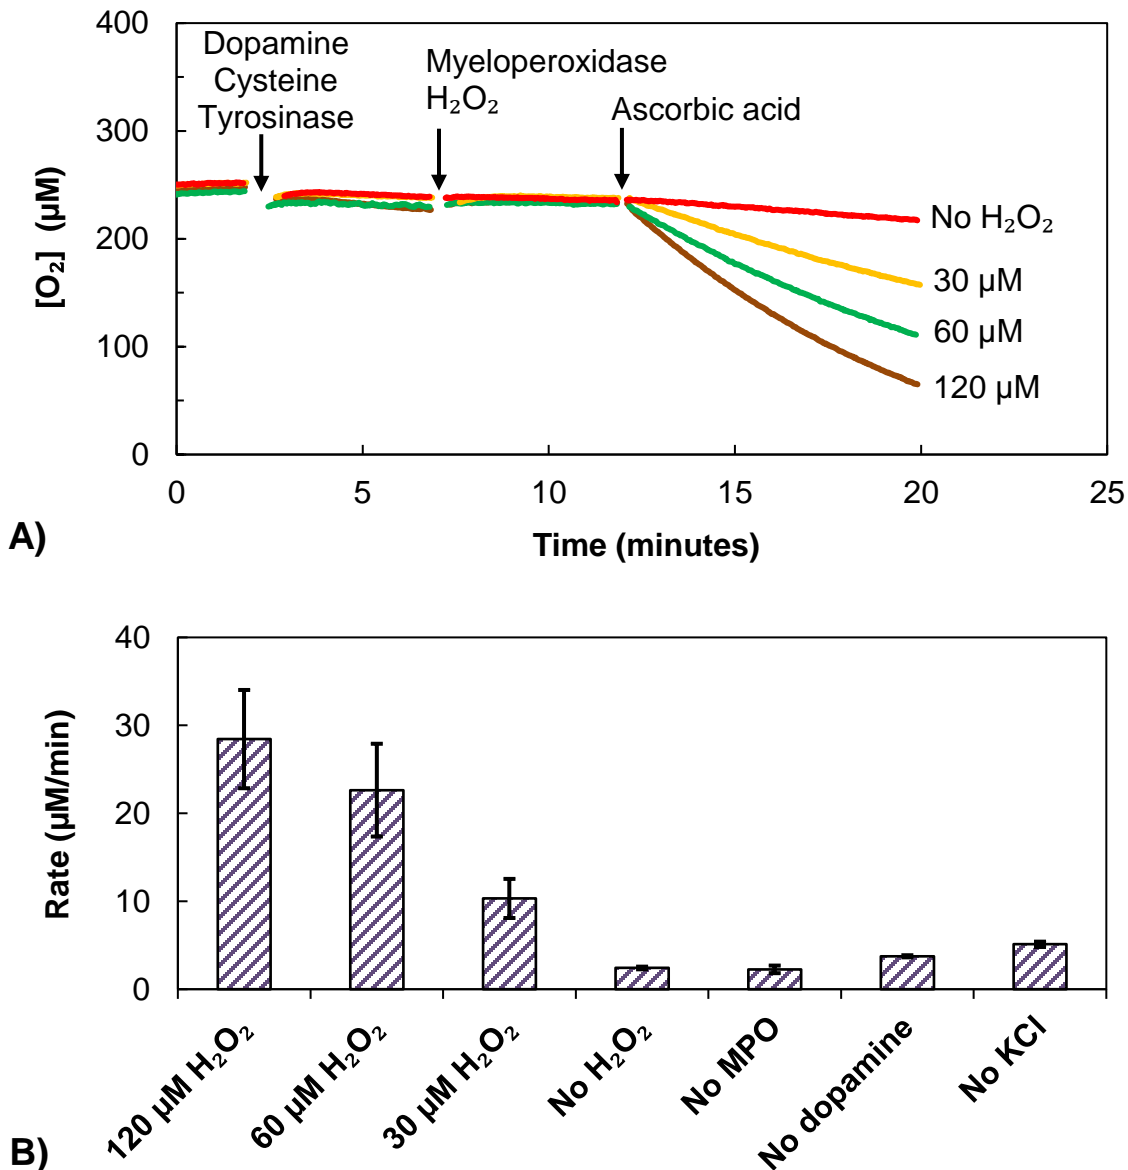 400
300
200
100
0
[O₂] (µM)
Dopamine
Cysteine
Tyrosinase
Myeloperoxidase
H₂O₂
Ascorbic acid
No H₂O₂
30 µM
60 µM
120 µM
0 5 10 15 20 25
Time (minutes)
A)
40
30
20
10
0
Rate (µM/min)
120 µM H₂O₂
60 µM H₂O₂
30 µM H₂O₂
No H₂O₂
No MPO
No dopamine
No KCl
B)